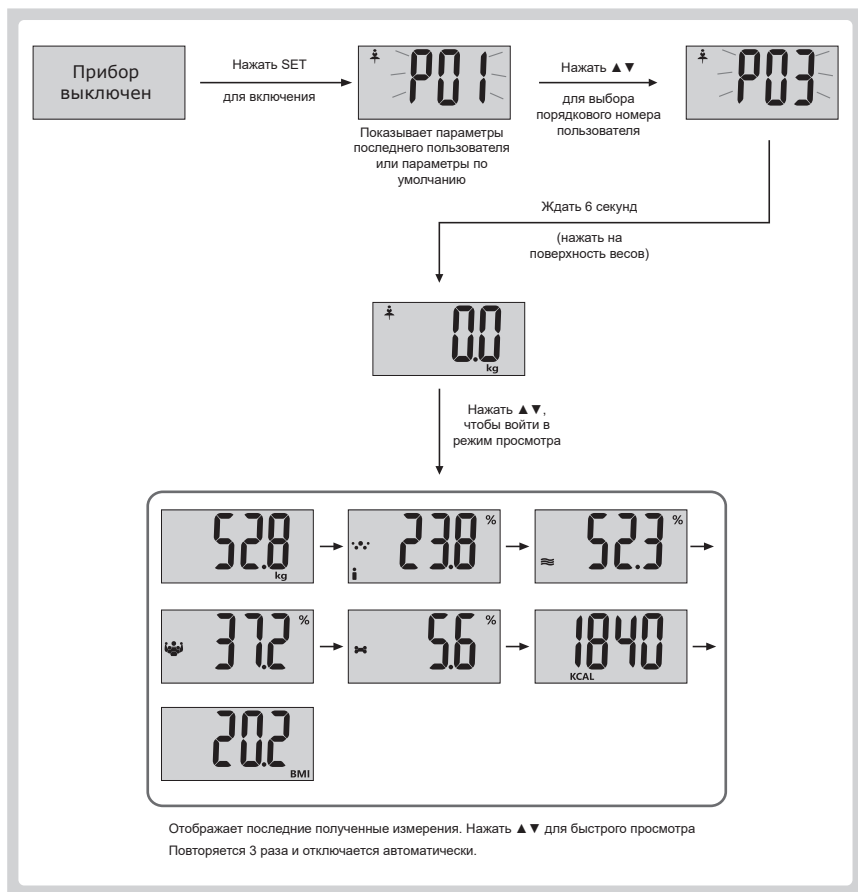 Прибор
выключен
Нажать SET
для включения
P01
Показывает параметры
последнего пользователя
или параметры по
умолчанию
Нажать ▲▼
для выбора
порядкового номера
пользователя
P03
Ждать 6 секунд
(нажать на
поверхность весов)
0.0
kg
Нажать ▲▼,
чтобы войти в
режим просмотра
52.8
kg
23.8 %
52.3 %
37.2 %
5.6 %
1840
KCAL
20.2
BMI
Отображает последние полученные измерения. Нажать ▲▼ для быстрого просмотра
Повторяется 3 раза и отключается автоматически.